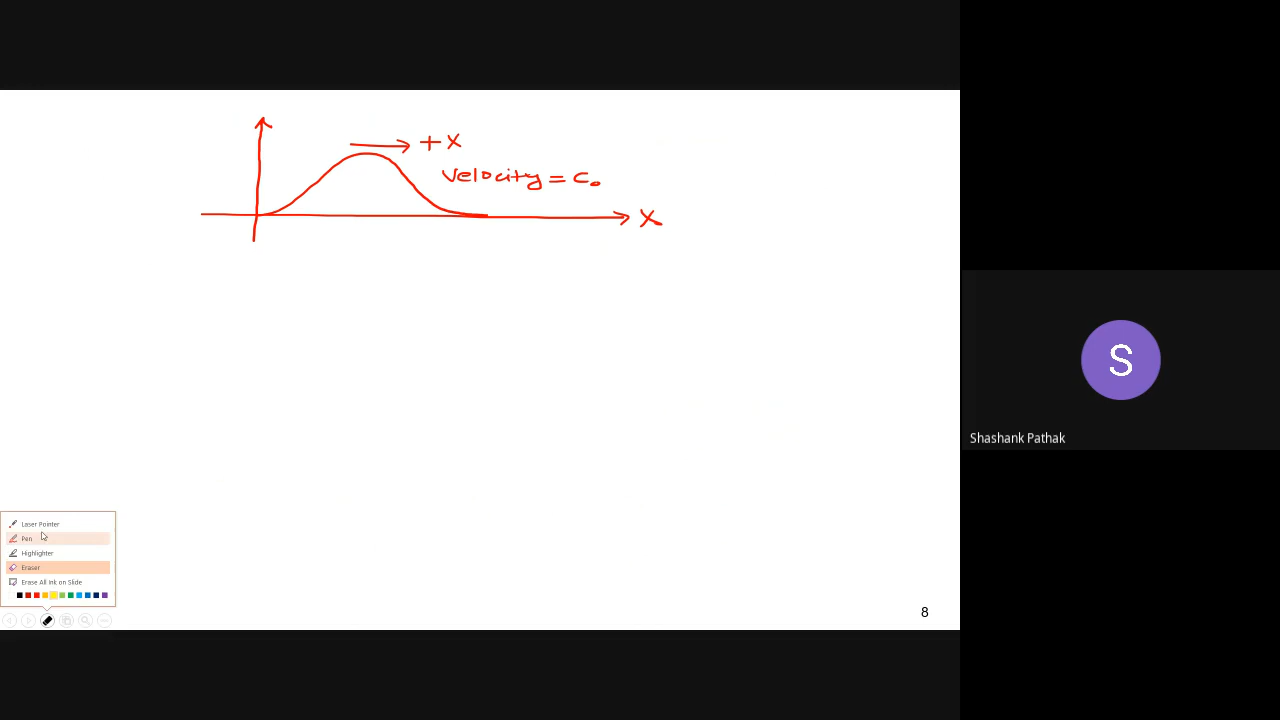 +x
Velocity = c₀
X
S
Shashank Pathak
Laser Pointer
Pen
Highlighter
Eraser
Erase All Ink on Slide
8